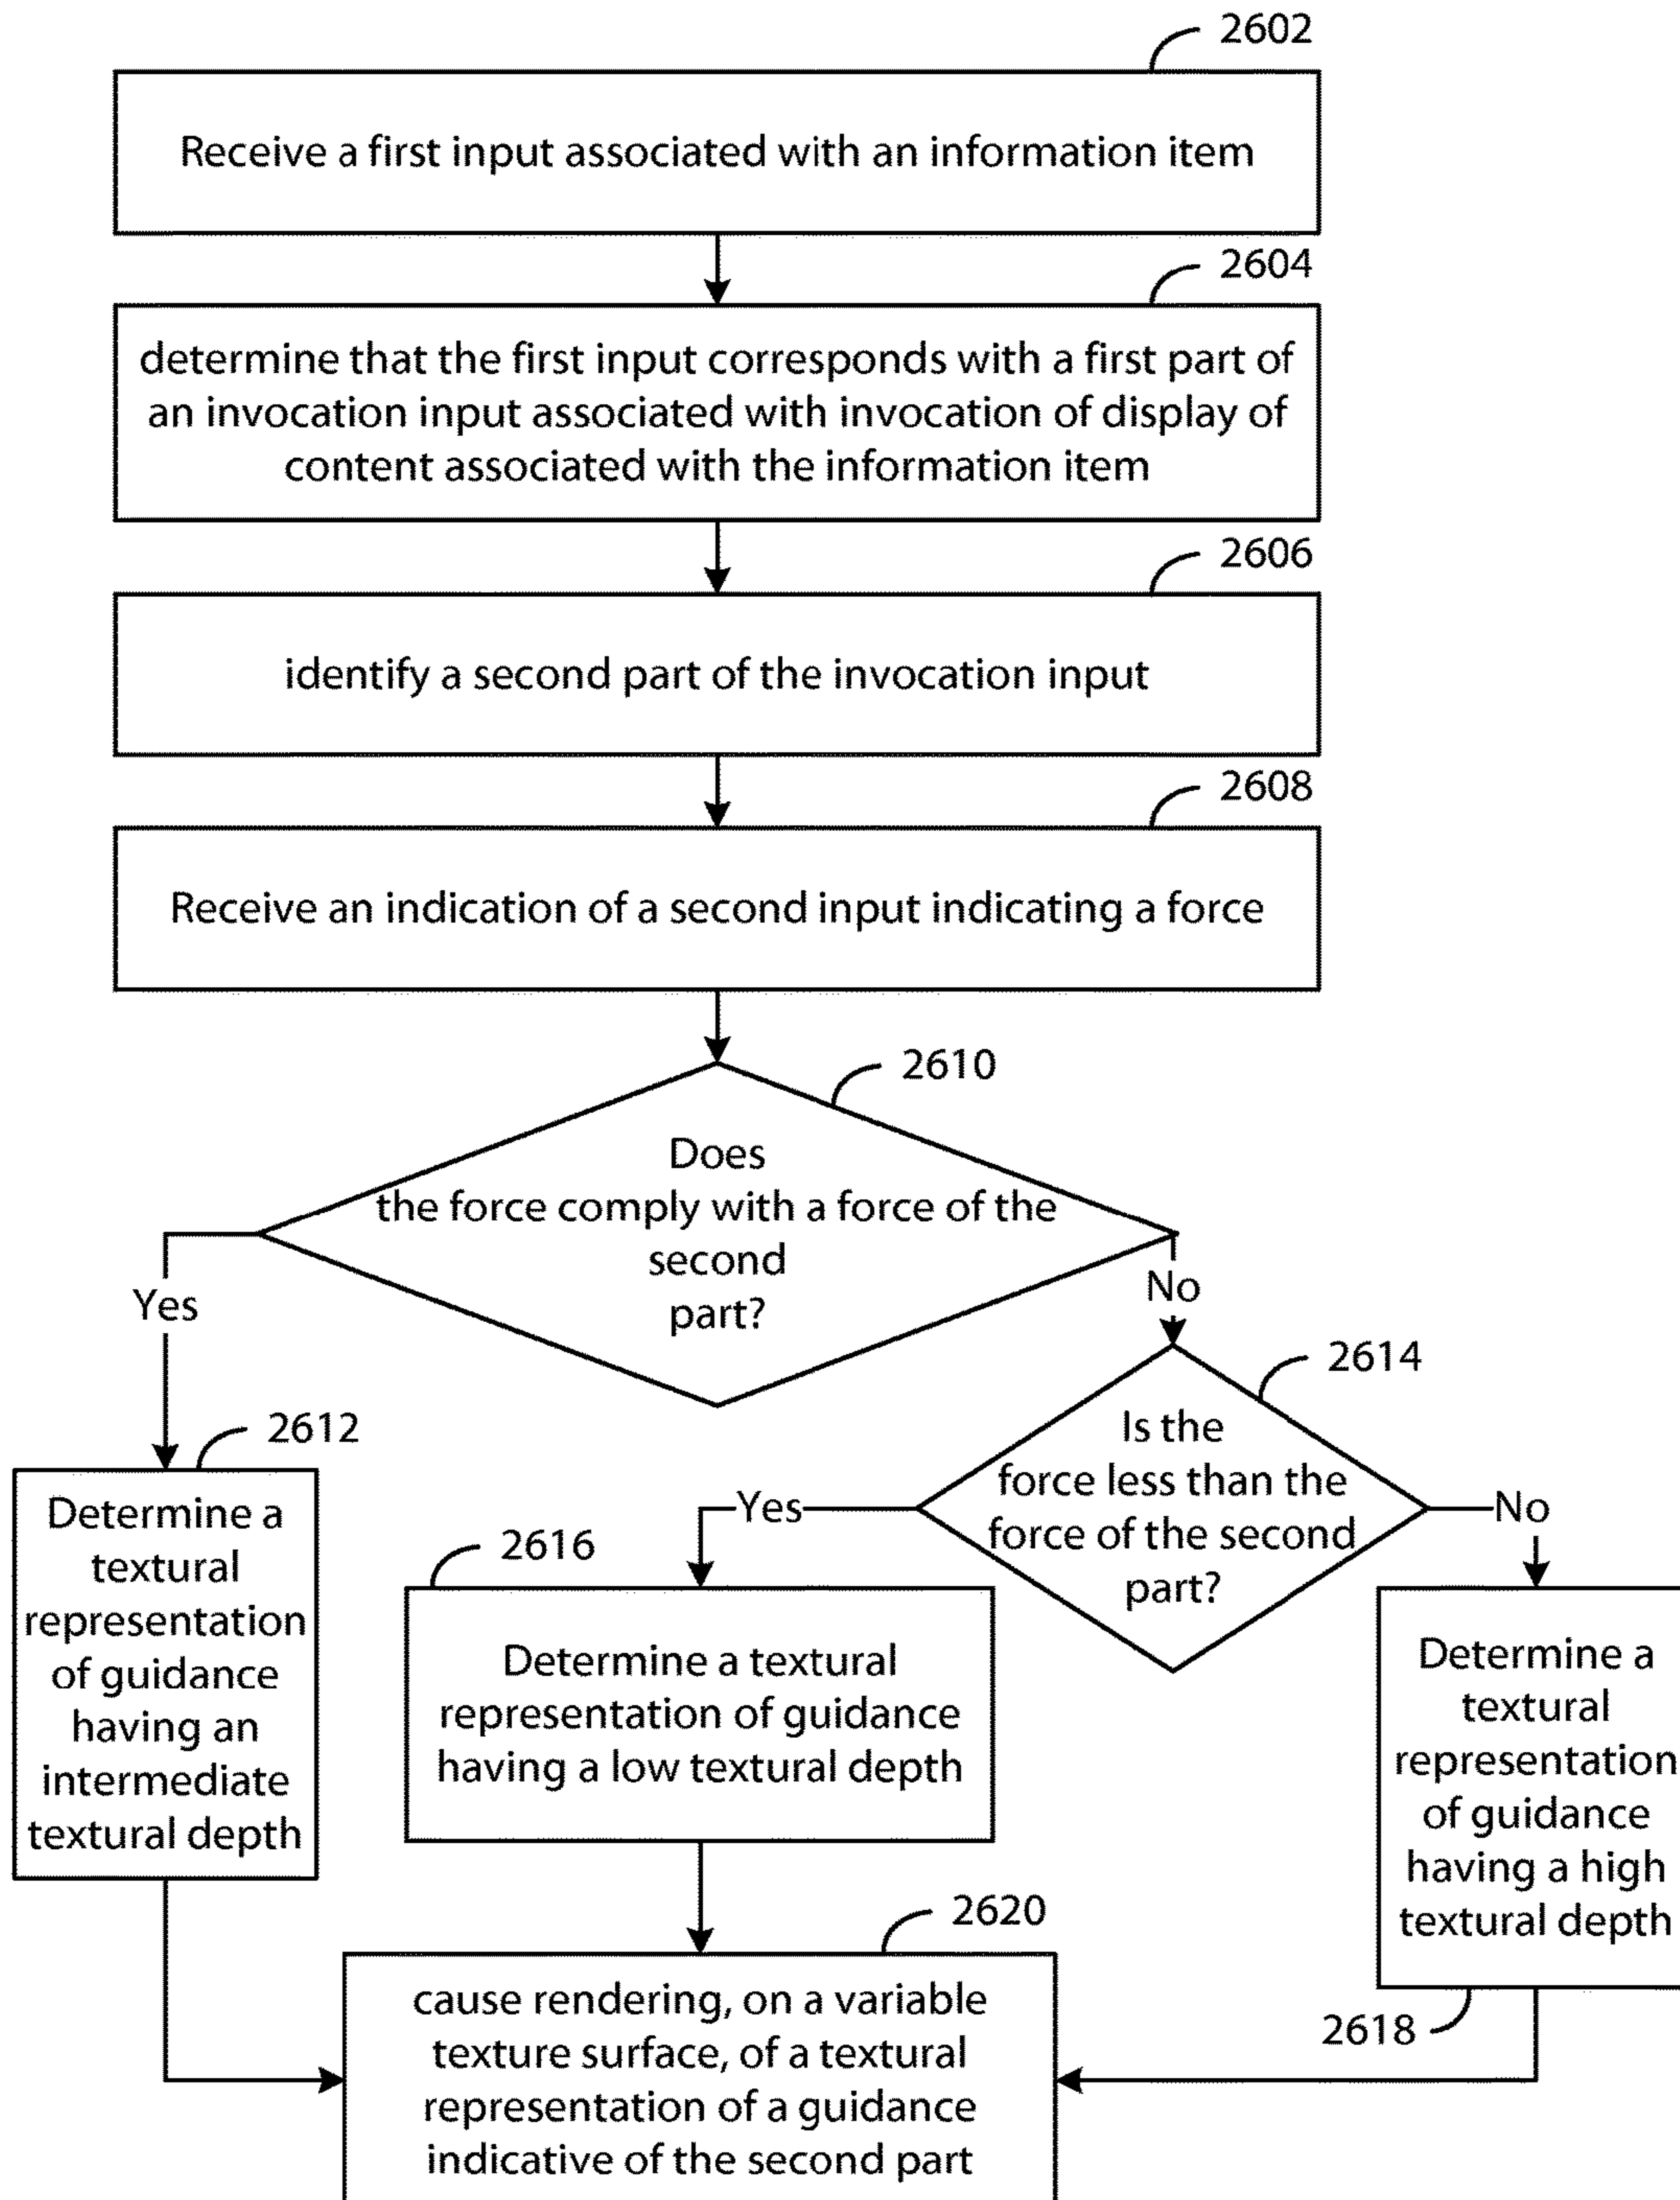 2602
Receive a first input associated with an information item
2604
determine that the first input corresponds with a first part of
an invocation input associated with invocation of display of
content associated with the information item
2606
identify a second part of the invocation input
2608
Receive an indication of a second input indicating a force
2610
Does
the force comply with a force of the
second
part?
Yes
No
2612
Determine a
textural
representation
of guidance
having an
intermediate
textural depth
2614
Is the
force less than the
force of the second
part?
Yes
No
2616
Determine a textural
representation of guidance
having a low textural depth
Determine a
textural
representation
of guidance
having a high
textural depth
2618
2620
cause rendering, on a variable
texture surface, of a textural
representation of a guidance
indicative of the second part